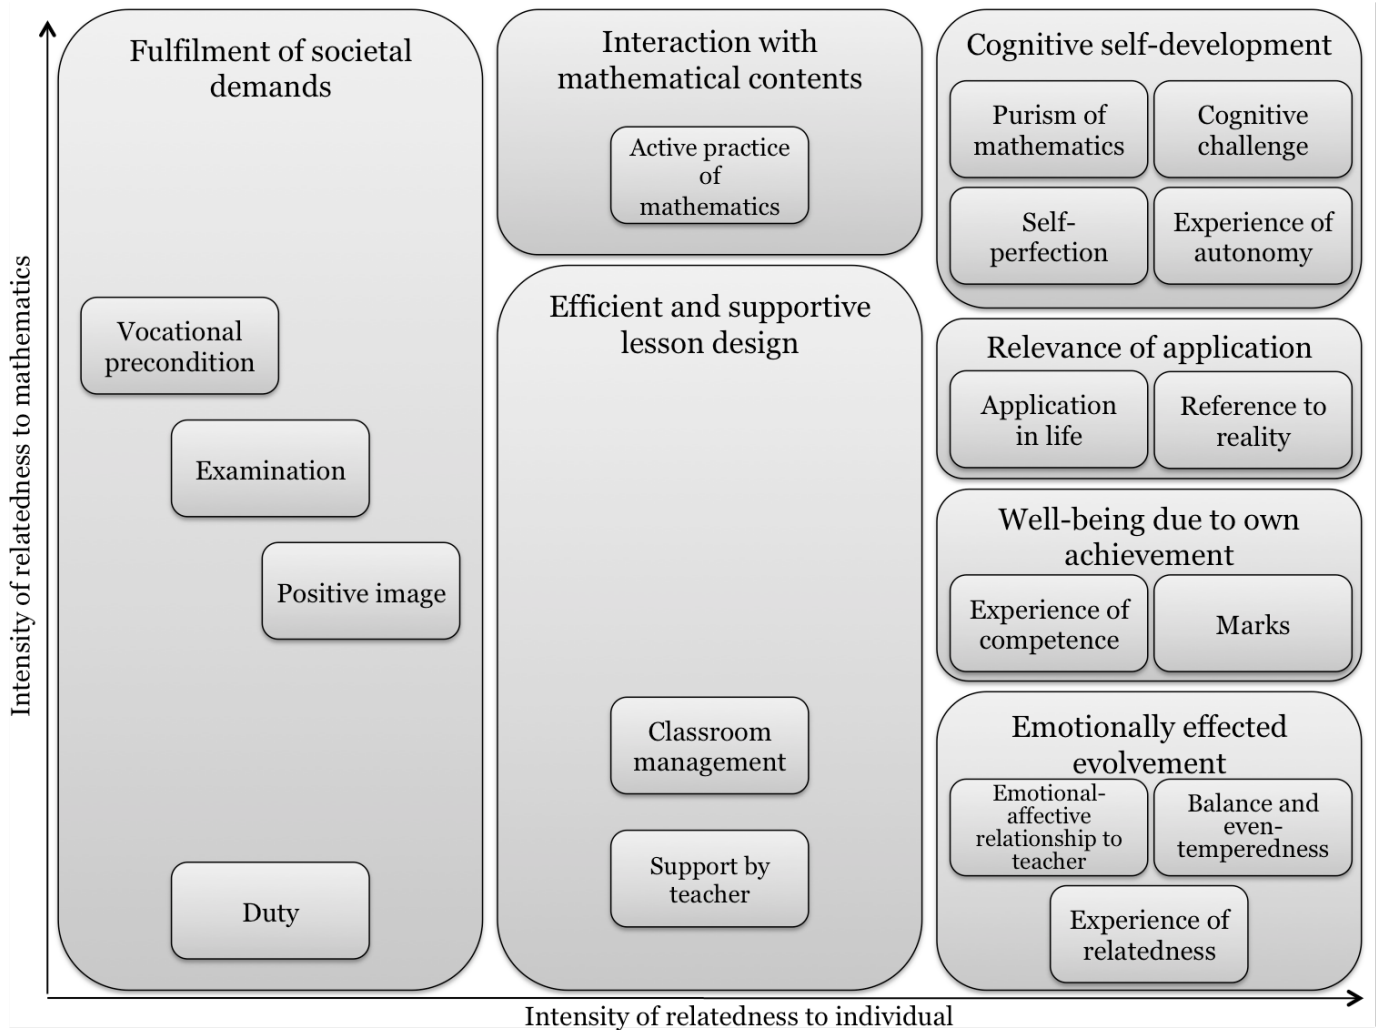 Intensity of relatedness to mathematics
Fulfilment of societal
demands
Vocational
precondition
Examination
Positive image
Duty
Interaction with
mathematical contents
Active practice
of
mathematics
Efficient and supportive
lesson design
Classroom
management
Support by
teacher
Cognitive self-development
Purism of
mathematics
Cognitive
challenge
Self-
perfection
Experience of
autonomy
Relevance of application
Application
in life
Reference to
reality
Well-being due to own
achievement
Experience of
competence
Marks
Emotionally effected
evolvement
Emotional-
affective
relationship to
teacher
Balance and
even-
temperedness
Experience of
relatedness
Intensity of relatedness to individual